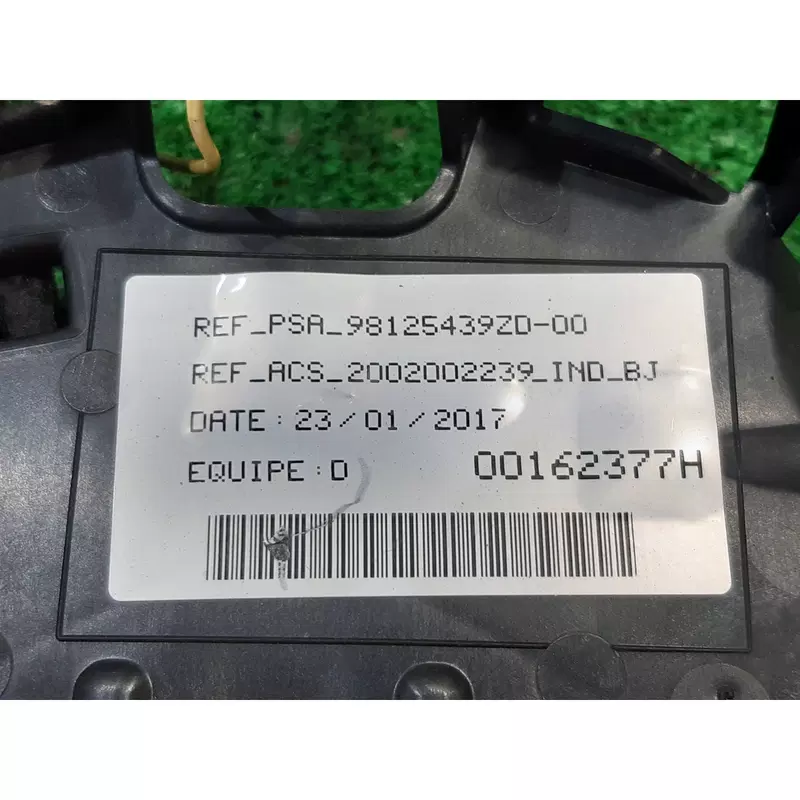 REF_PSA_98125439ZD-00
REF_ACS_2002002239_IND_BJ
DATE : 23/01/2017
EQUIPE : D 00162377H